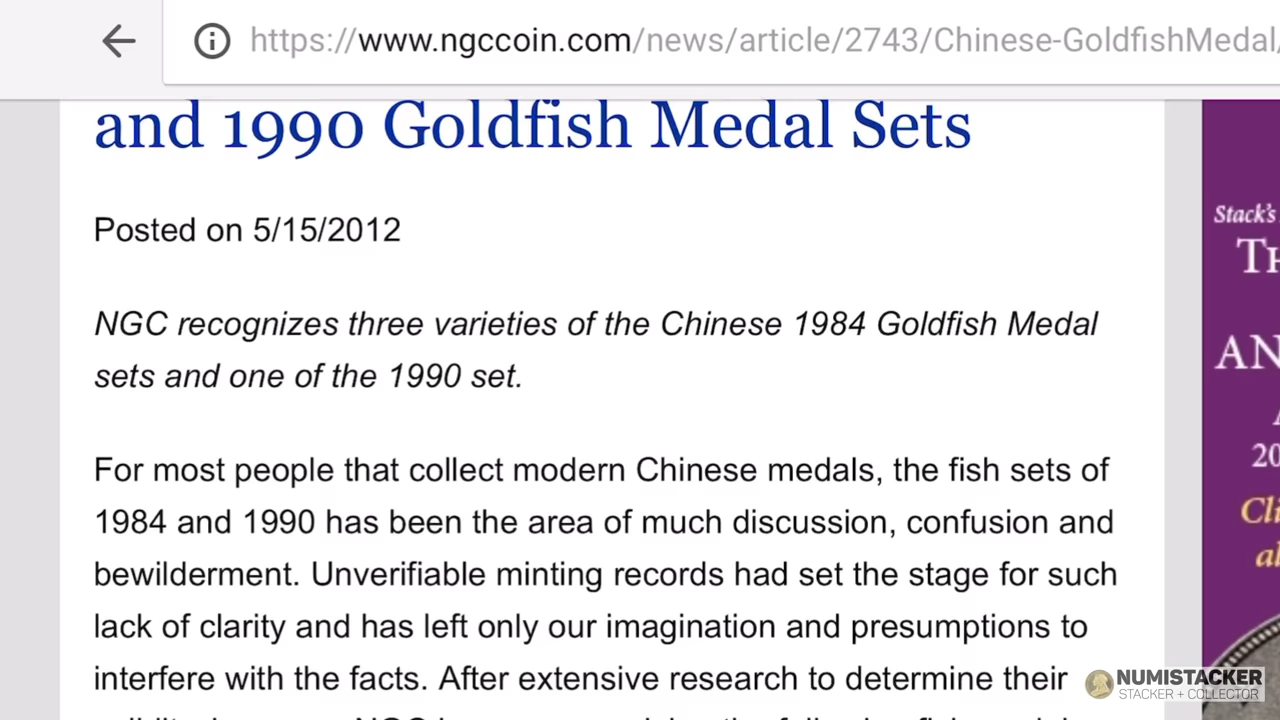 https://www.ngccoin.com/news/article/2743/Chinese-GoldfishMedal/
and 1990 Goldfish Medal Sets
Posted on 5/15/2012
NGC recognizes three varieties of the Chinese 1984 Goldfish Medal
sets and one of the 1990 set.
For most people that collect modern Chinese medals, the fish sets of
1984 and 1990 has been the area of much discussion, confusion and
bewilderment. Unverifiable minting records had set the stage for such
lack of clarity and has left only our imagination and presumptions to
interfere with the facts. After extensive research to determine their
Stack's
AN
20
NUMISTACKER
STACKER + COLLECTOR